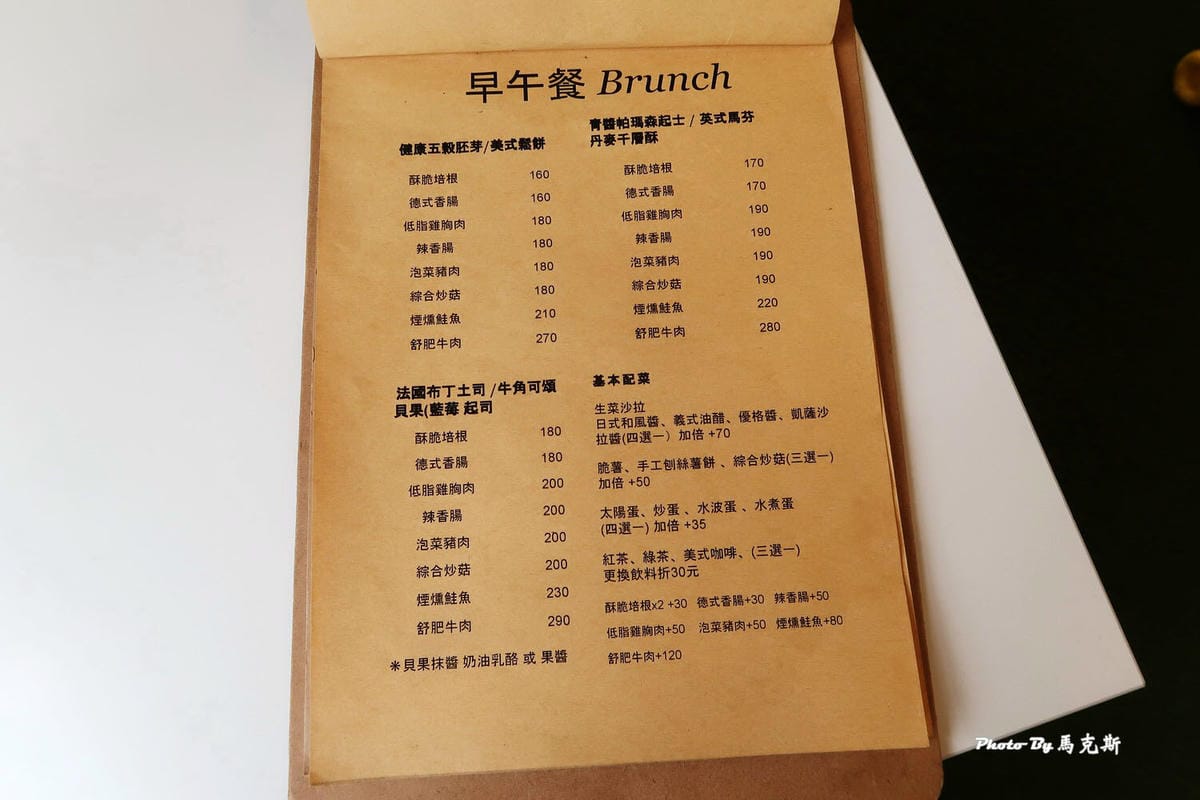 早午餐 Brunch
健康五穀胚芽/美式鬆餅
酥脆培根 160
德式香腸 160
低脂雞胸肉 180
辣香腸 180
泡菜豬肉 180
綜合炒菇 180
煙燻鮭魚 210
舒肥牛肉 270
青醬帕瑪森起士 / 英式馬芬
丹麥千層酥
酥脆培根 170
德式香腸 170
低脂雞胸肉 190
辣香腸 190
泡菜豬肉 190
綜合炒菇 190
煙燻鮭魚 220
舒肥牛肉 280
法國布丁土司 /牛角可頌
貝果(藍莓 起司
酥脆培根 180
德式香腸 180
低脂雞胸肉 200
辣香腸 200
泡菜豬肉 200
綜合炒菇 200
煙燻鮭魚 230
舒肥牛肉 290
✳貝果抹醬 奶油乳酪 或 果醬
基本配菜
生菜沙拉
日式和風醬、義式油醋、優格醬、凱薩沙
拉醬(四選一）加倍 +70
脆薯、手工刨絲薯餅 、綜合炒菇(三選一)
加倍 +50
太陽蛋、炒蛋 、水波蛋 、水煮蛋
(四選一) 加倍 +35
紅茶、綠茶、美式咖啡、(三選一)
更換飲料折30元
酥脆培根x2 +30 德式香腸+30 辣香腸+50
低脂雞胸肉+50 泡菜豬肉+50 煙燻鮭魚+80
舒肥牛肉+120
Photo By 馬克斯